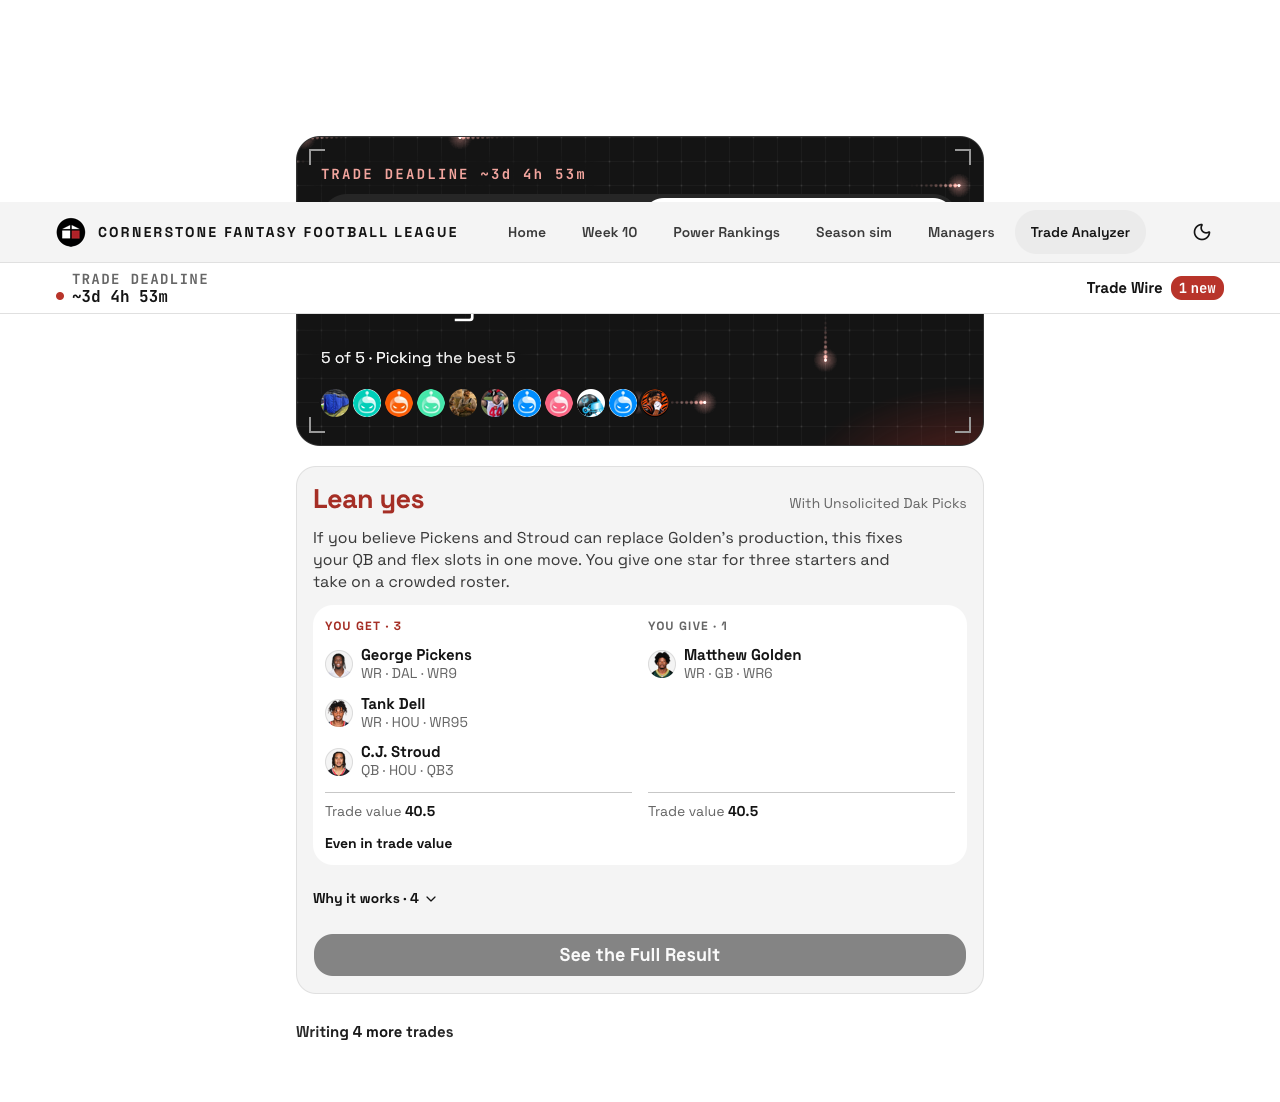 TRADE DEADLINE ~3d 4h 53m
CORNERSTONE FANTASY FOOTBALL LEAGUE
Home
Week 10
Power Rankings
Season sim
Managers
Trade Analyzer
TRADE DEADLINE
~3d 4h 53m
Trade Wire
1 new
5 of 5 · Picking the best 5
Lean yes
With Unsolicited Dak Picks
If you believe Pickens and Stroud can replace Golden's production, this fixes
your QB and flex slots in one move. You give one star for three starters and
take on a crowded roster.
YOU GET · 3
George Pickens
WR · DAL · WR9
Tank Dell
WR · HOU · WR95
C.J. Stroud
QB · HOU · QB3
Trade value 40.5
YOU GIVE · 1
Matthew Golden
WR · GB · WR6
Trade value 40.5
Even in trade value
Why it works · 4
See the Full Result
Writing 4 more trades